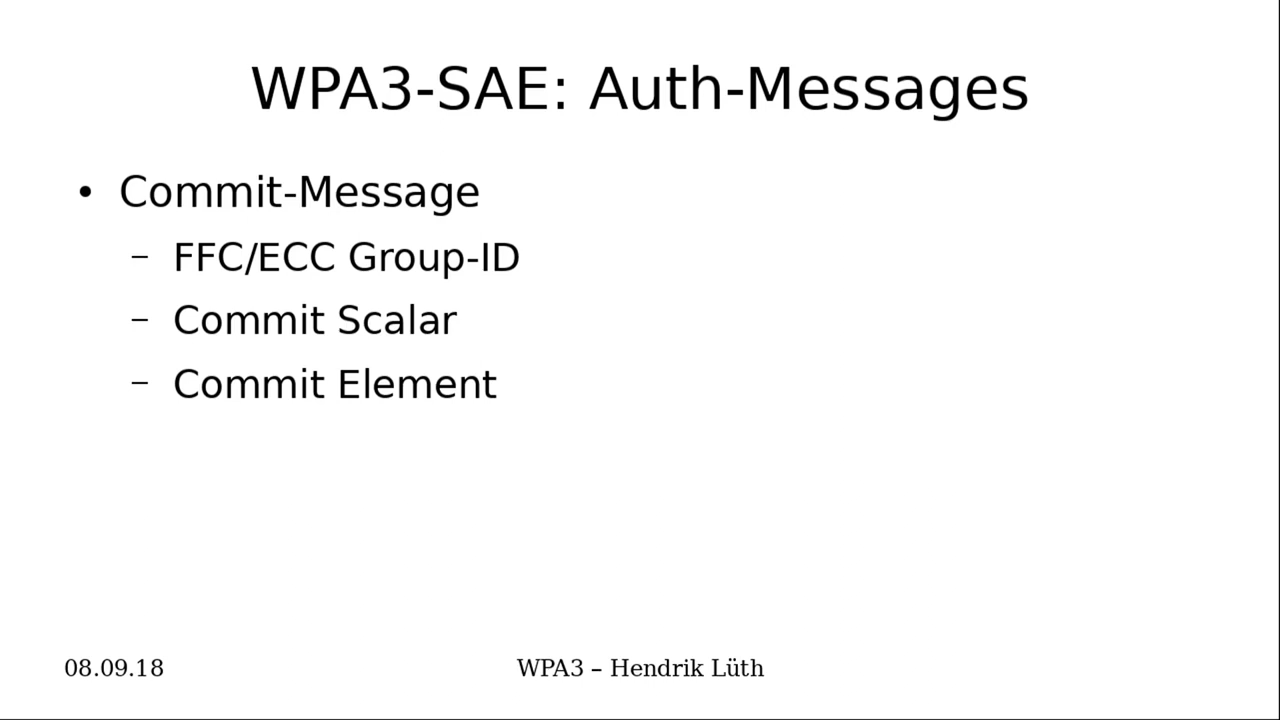 WPA3-SAE: Auth-Messages
• Commit-Message
– FFC/ECC Group-ID
– Commit Scalar
– Commit Element
08.09.18
WPA3 – Hendrik Lüth